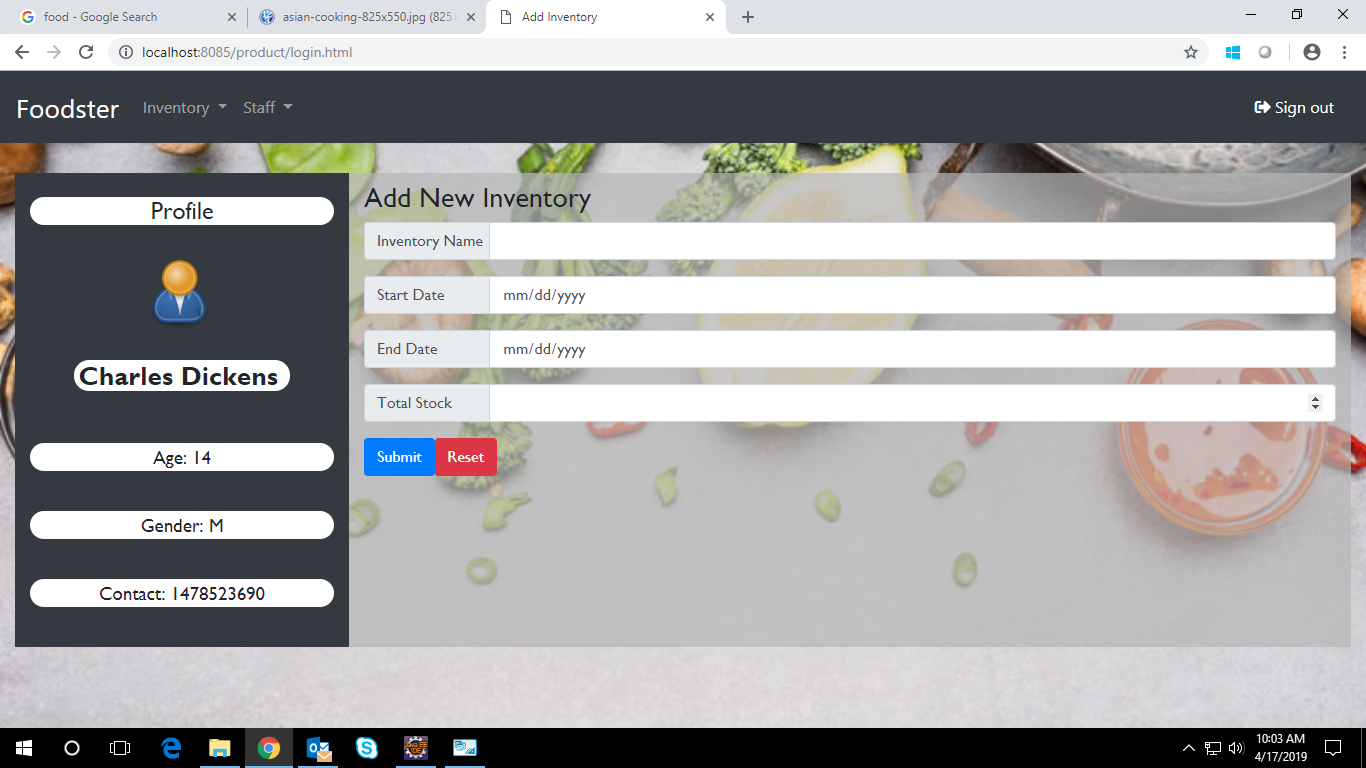 food - Google Search
asian-cooking-825x550.jpg (825
Add Inventory
localhost:8085/product/login.html
Foodster
Inventory
Staff
Sign out
Profile
Charles Dickens
Age: 14
Gender: M
Contact: 1478523690
Add New Inventory
Inventory Name
Start Date mm/dd/yyyy
End Date mm/dd/yyyy
Total Stock
Submit Reset
10:03 AM
4/17/2019